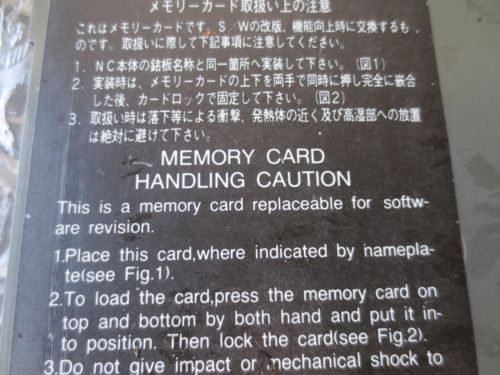 メモリーカード取扱い上の注意
これはメモリーカードです。S／Wの改版、機能向上時に交換するも
のです。取扱いに際して下記事項に注意してください。
1. NC本体の銘板名称と同一箇所へ実装して下さい。(図1)
2. 実装時は、メモリーカードの上下を両手で同時に押し完全に嵌合
した後、カードロックで固定して下さい。(図2)
3. 取扱い時は落下等による衝撃、発熱体の近く及び高湿部への放置
は絶対に避けて下さい。
MEMORY CARD
HANDLING CAUTION
This is a memory card replaceable for softw-
are revision.
1.Place this card,where indicated by namepla-
te(see Fig.1).
2.To load the card,press the memory card on
top and bottom by both hand and put it in-
to position. Then lock the card(see Fig.2).
3.Do not give impact or mechanical shock to